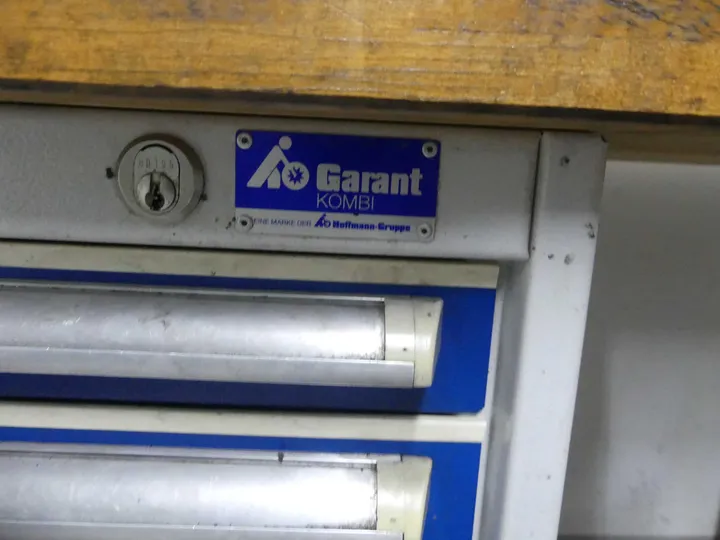 Garant
KOMBI
EINE MARKE DER Hoffmann-Gruppe